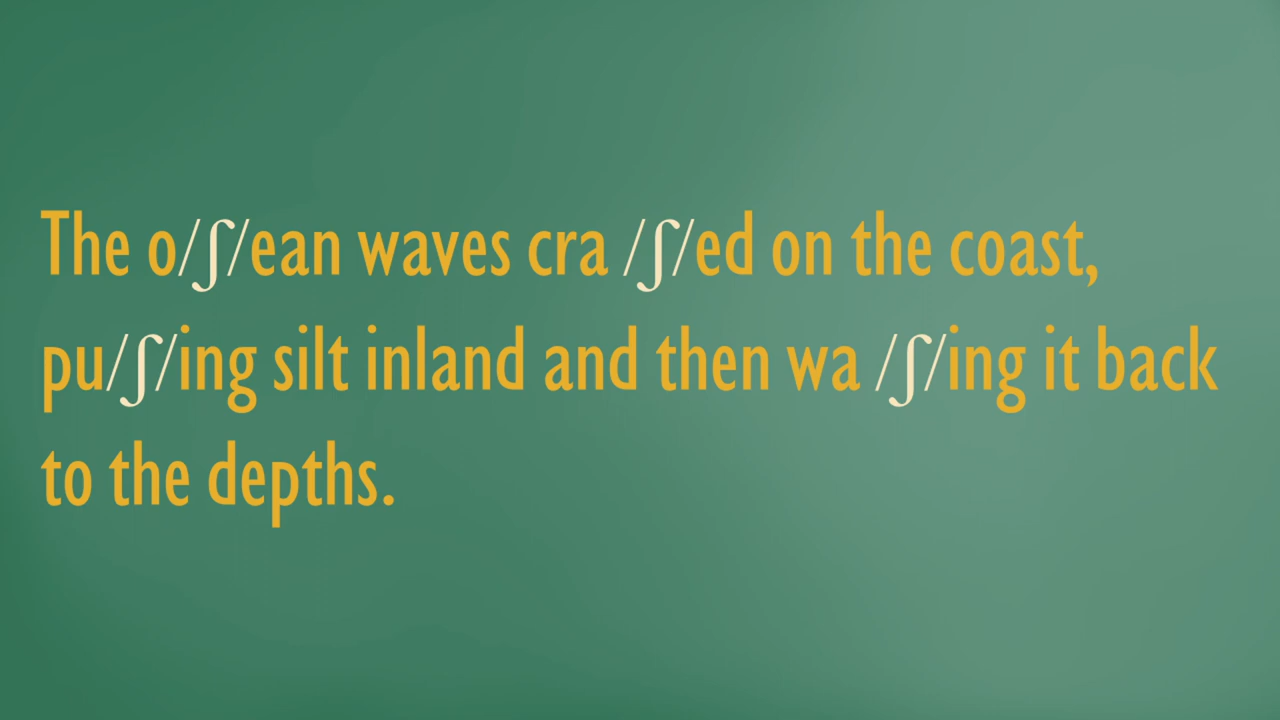 The o/ʃ/ean waves cra /ʃ/ed on the coast,
pu/ʃ/ing silt inland and then wa /ʃ/ing it back
to the depths.